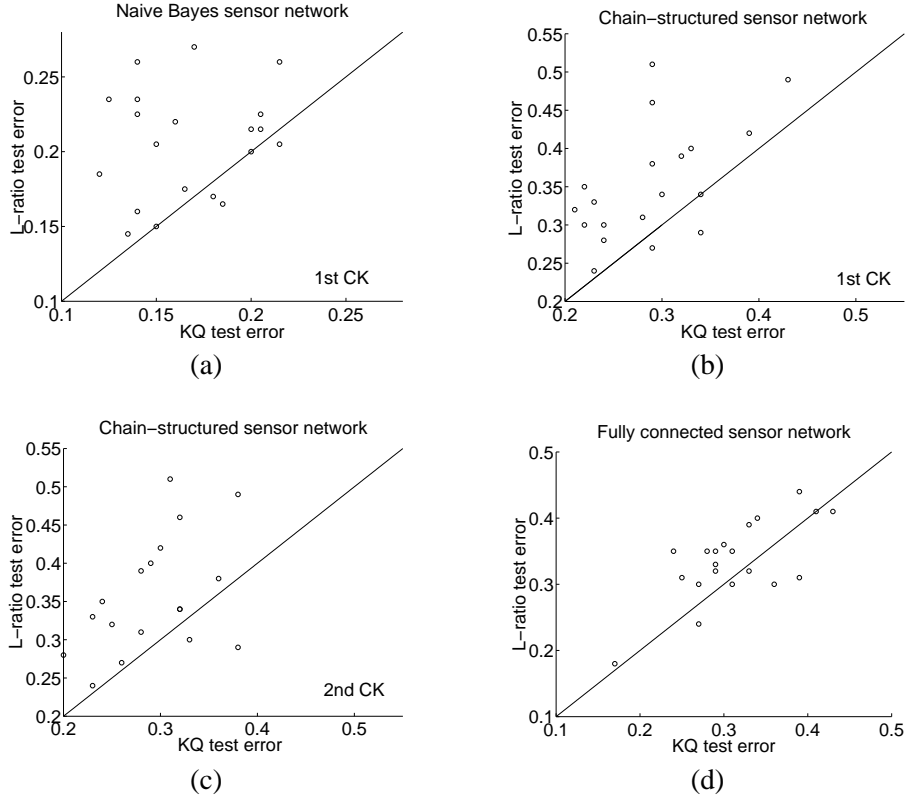 Naive Bayes sensor network
0.25
0.2
0.15
0.1
L−ratio test error
0.1 0.15 0.2 0.25
KQ test error
1st CK
(a)
Chain−structured sensor network
0.55
0.5
0.45
0.4
0.35
0.3
0.25
0.2
L−ratio test error
0.2 0.3 0.4 0.5
KQ test error
1st CK
(b)
Chain−structured sensor network
0.55
0.5
0.45
0.4
0.35
0.3
0.25
0.2
L−ratio test error
0.2 0.3 0.4 0.5
KQ test error
2nd CK
(c)
Fully connected sensor network
0.5
0.4
0.3
0.2
0.1
L−ratio test error
0.1 0.2 0.3 0.4 0.5
KQ test error
(d)